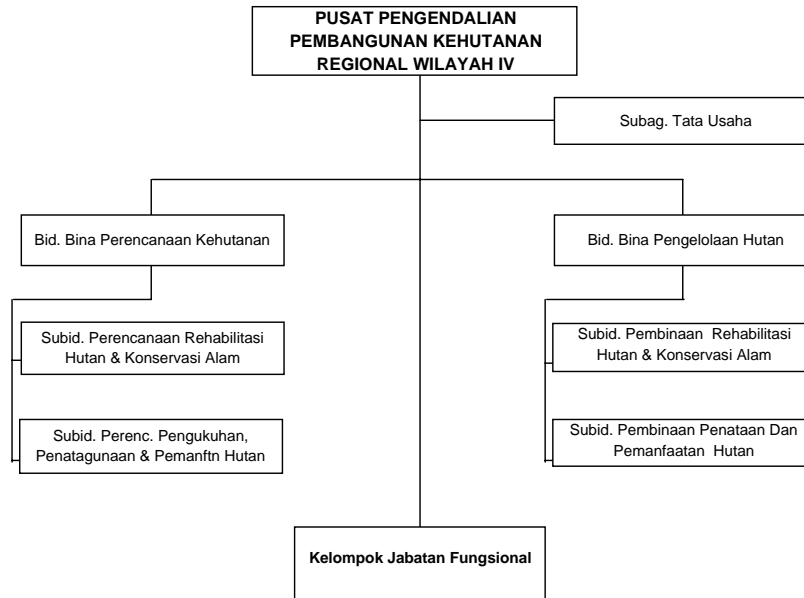 PUSAT PENGENDALIAN
PEMBANGUNAN KEHUTANAN
REGIONAL WILAYAH IV
Subag. Tata Usaha
Bid. Bina Perencanaan Kehutanan
Bid. Bina Pengelolaan Hutan
Subid. Perencanaan Rehabilitasi
Hutan & Konservasi Alam
Subid. Pembinaan Rehabilitasi
Hutan & Konservasi Alam
Subid. Perenc. Pengukuhan,
Penatagunaan & Pemanftn Hutan
Subid. Pembinaan Penataan Dan
Pemanfaatan Hutan
Kelompok Jabatan Fungsional